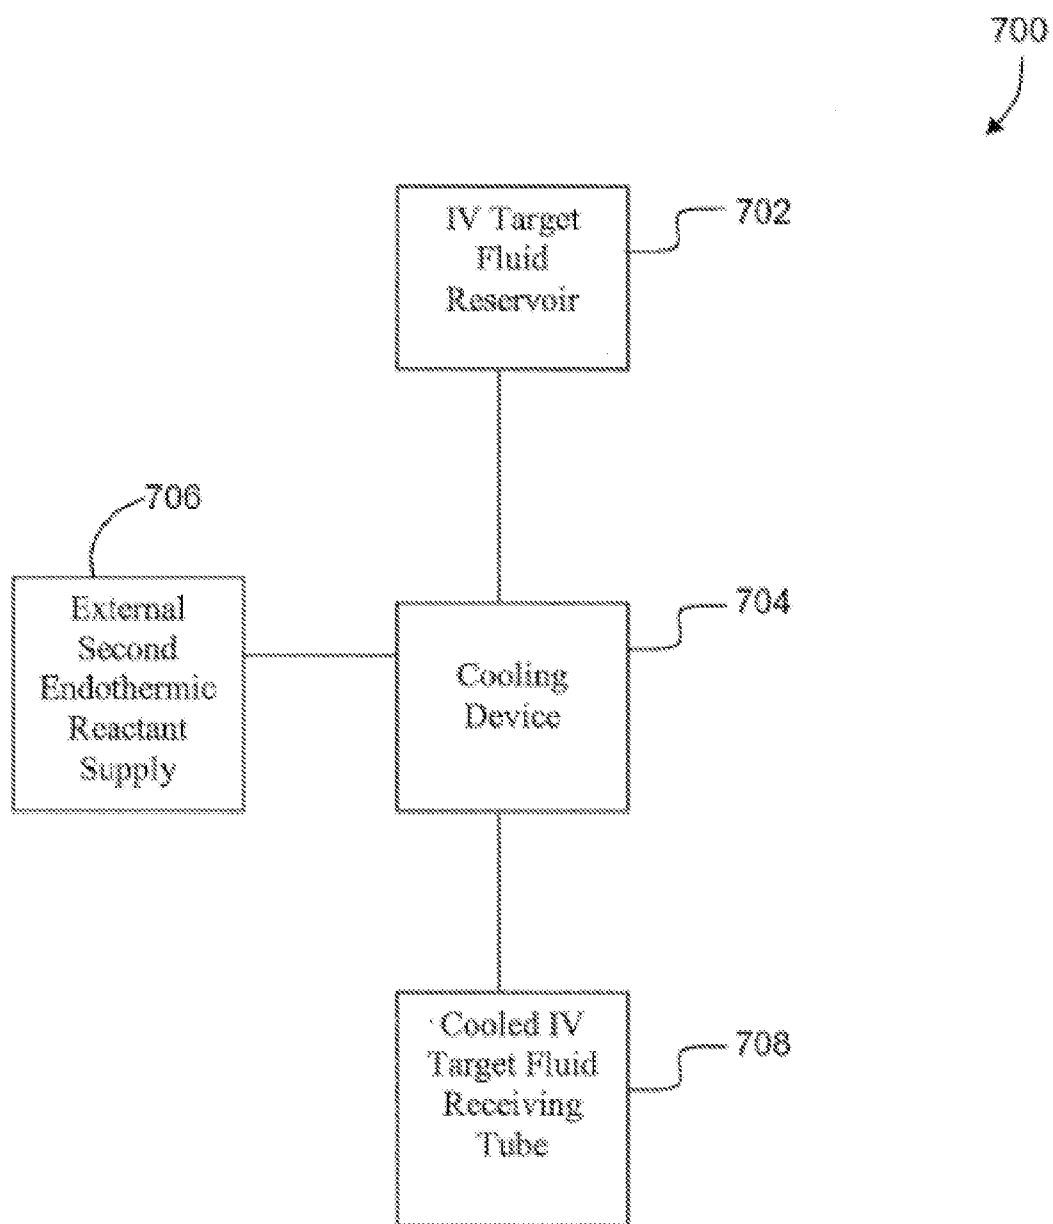 700
IV Target
Fluid
Reservoir
702
706
External
Second
Endothermic
Reactant
Supply
704
Cooling
Device
Cooled IV
Target Fluid
Receiving
Tube
708